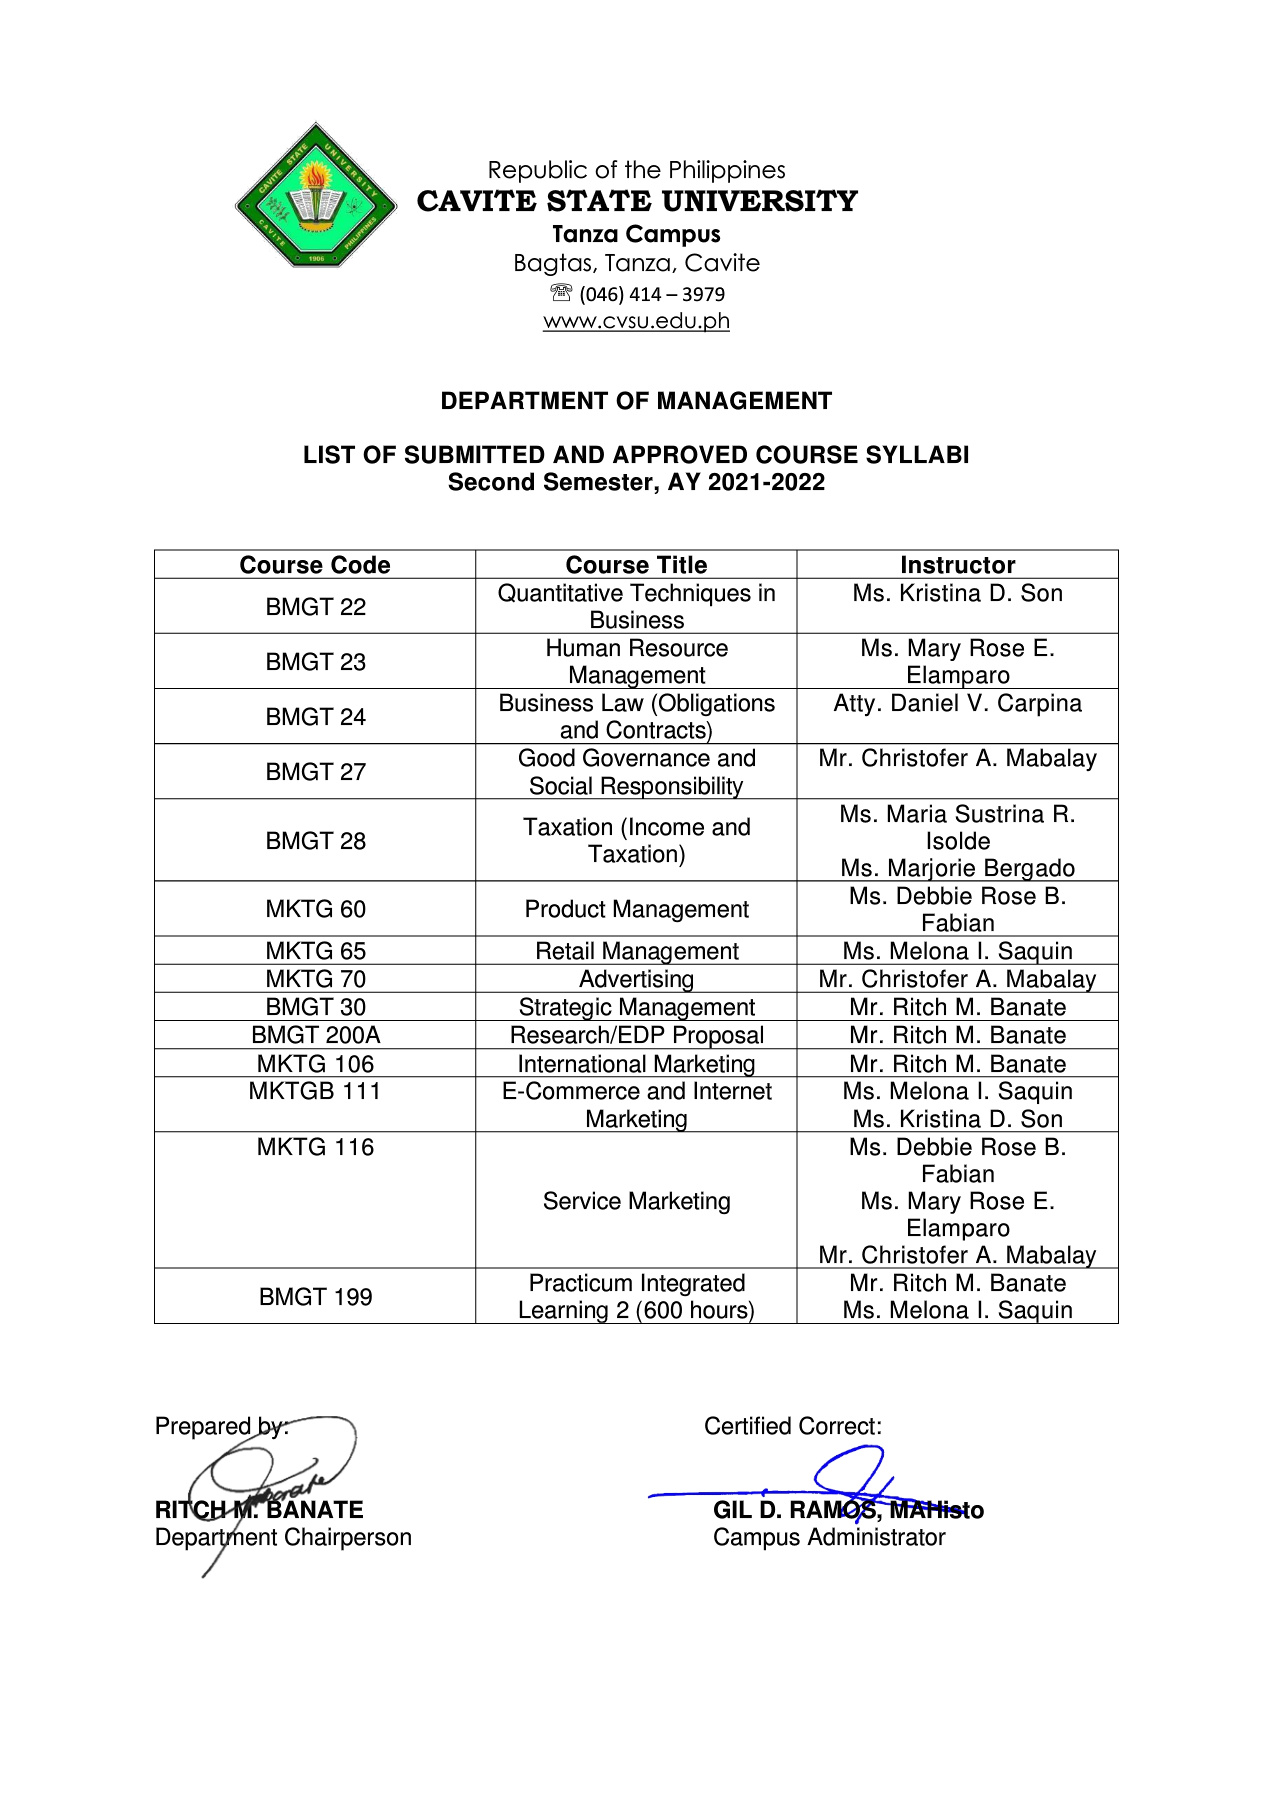 CAVITE STATE UNIVERSITY
CAVITE
PHILIPPINES
1906
Republic of the Philippines
CAVITE STATE UNIVERSITY
Tanza Campus
Bagtas, Tanza, Cavite
☏ (046) 414 – 3979
www.cvsu.edu.ph
DEPARTMENT OF MANAGEMENT
LIST OF SUBMITTED AND APPROVED COURSE SYLLABI
Second Semester, AY 2021-2022
Course Code Course Title Instructor
BMGT 22
Quantitative Techniques in
Business
Ms. Kristina D. Son
BMGT 23
Human Resource
Management
Ms. Mary Rose E.
Elamparo
BMGT 24
Business Law (Obligations
and Contracts)
Atty. Daniel V. Carpina
BMGT 27
Good Governance and
Social Responsibility
Mr. Christofer A. Mabalay
BMGT 28
Taxation (Income and
Taxation)
Ms. Maria Sustrina R.
Isolde
Ms. Marjorie Bergado
MKTG 60
Product Management
Ms. Debbie Rose B.
Fabian
MKTG 65 Retail Management Ms. Melona I. Saquin
MKTG 70 Advertising Mr. Christofer A. Mabalay
BMGT 30 Strategic Management Mr. Ritch M. Banate
BMGT 200A Research/EDP Proposal Mr. Ritch M. Banate
MKTG 106 International Marketing Mr. Ritch M. Banate
MKTGB 111
E-Commerce and Internet
Marketing
Ms. Melona I. Saquin
Ms. Kristina D. Son
MKTG 116
Service Marketing
Ms. Debbie Rose B.
Fabian
Ms. Mary Rose E.
Elamparo
Mr. Christofer A. Mabalay
BMGT 199
Practicum Integrated
Learning 2 (600 hours)
Mr. Ritch M. Banate
Ms. Melona I. Saquin
Prepared by:
RITCH M. BANATE
Department Chairperson
Certified Correct:
GIL D. RAMOS, MAHisto
Campus Administrator